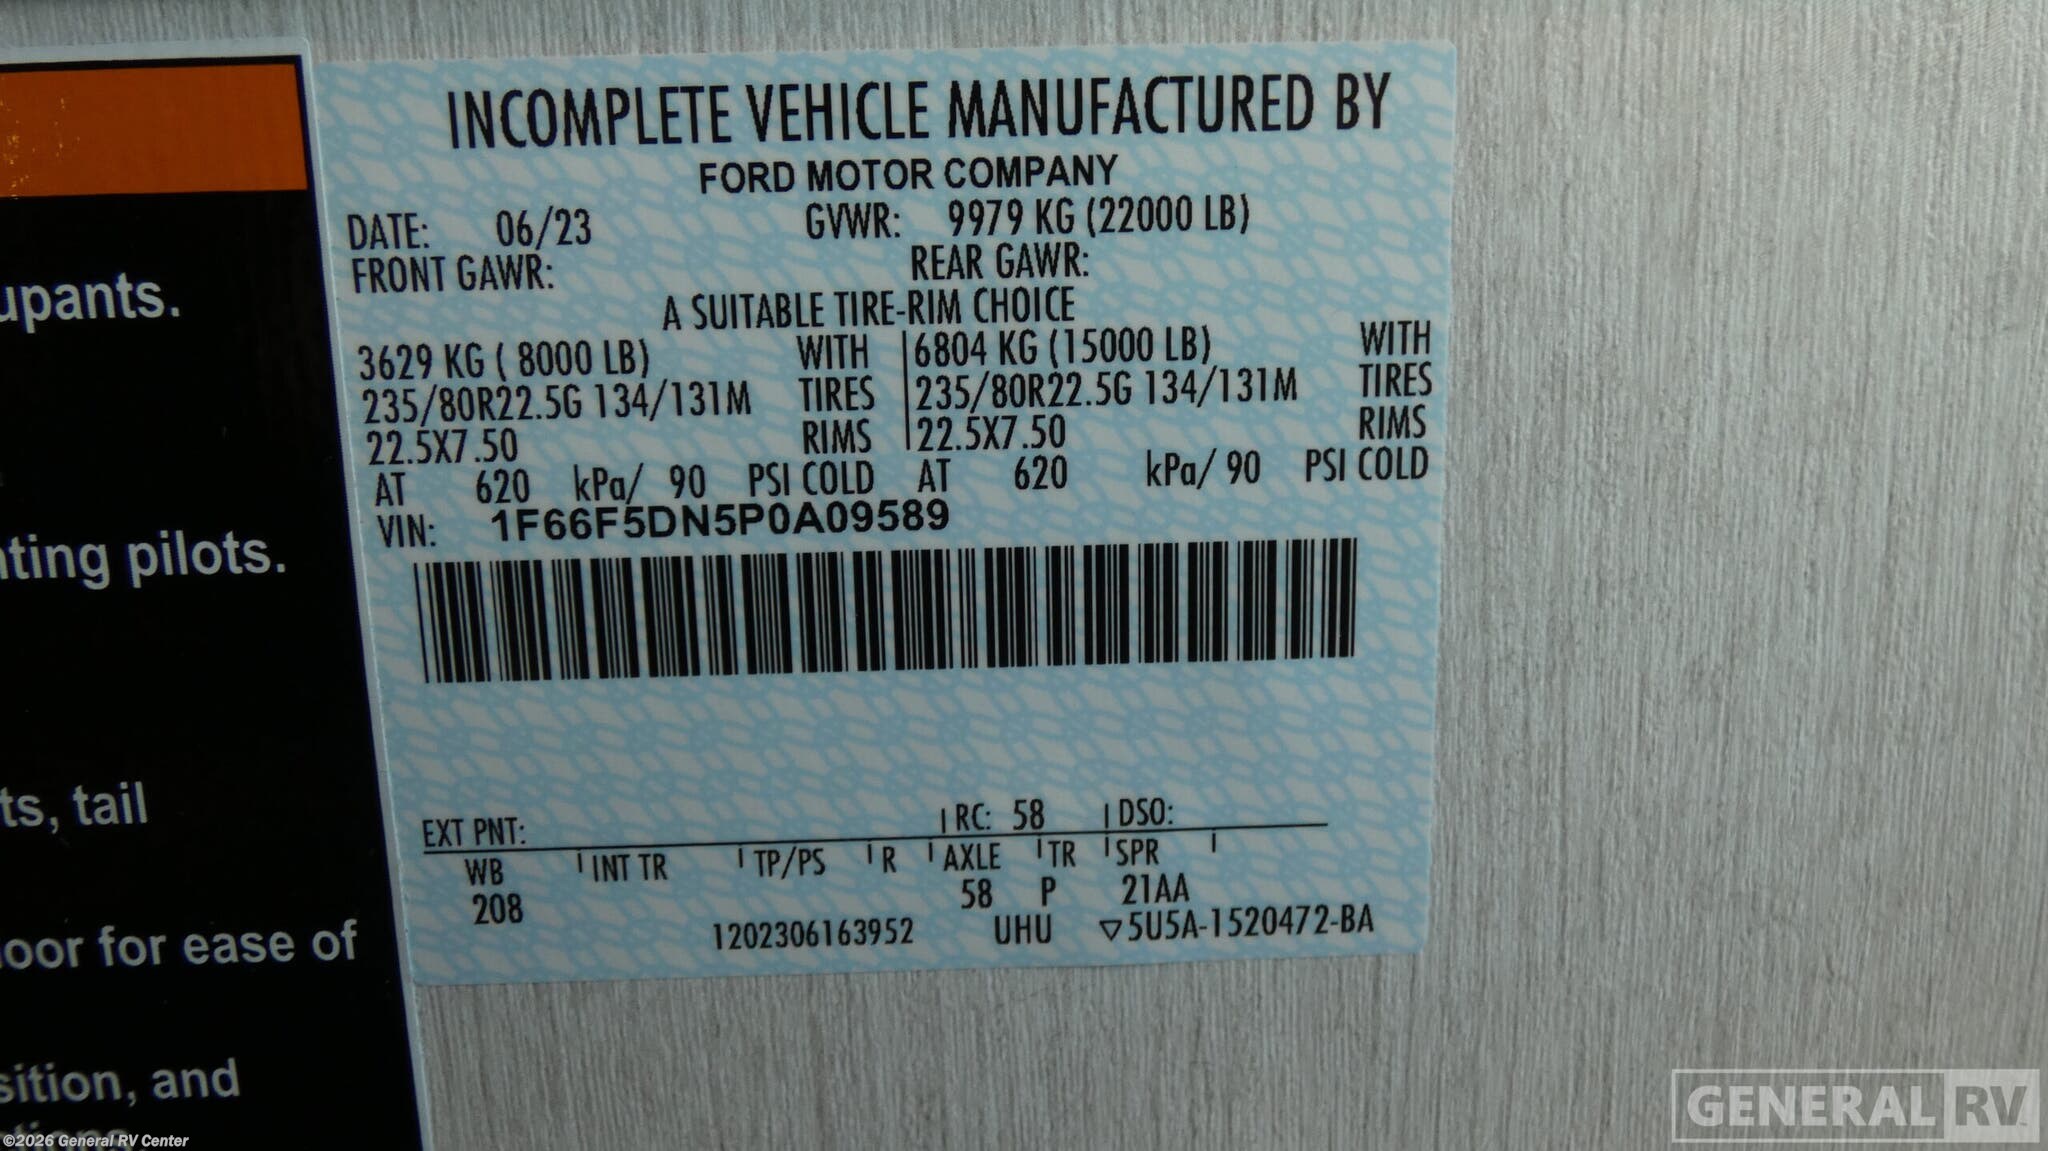 INCOMPLETE VEHICLE MANUFACTURED BY
FORD MOTOR COMPANY
DATE: 06/23 GVWR: 9979 KG (22000 LB)
FRONT GAWR: REAR GAWR:
A SUITABLE TIRE-RIM CHOICE
3629 KG ( 8000 LB) WITH 6804 KG (15000 LB) WITH
235/80R22.5G 134/131M TIRES 235/80R22.5G 134/131M TIRES
22.5X7.50 RIMS 22.5X7.50 RIMS
AT 620 kPa/ 90 PSI COLD AT 620 kPa/ 90 PSI COLD
VIN: 1F66F5DN5P0A09589
EXT PNT: RC: 58 DSO:
WB INT TR TP/PS R AXLE TR SPR
208 58 P 21AA
1202306163952 UHU ▽5U5A-1520472-BA
upants.
nting pilots.
ts, tail
oor for ease of
sition, and
©2026 General RV Center
GENERAL RV